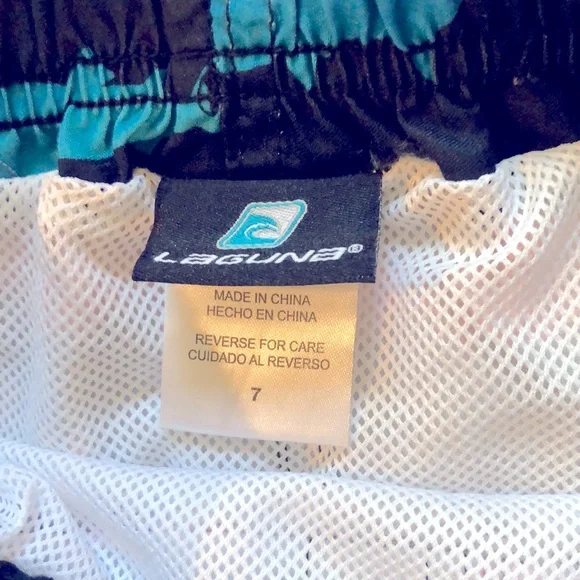 LAGUNA®
MADE IN CHINA
HECHO EN CHINA
REVERSE FOR CARE
CUIDADO AL REVERSO
7